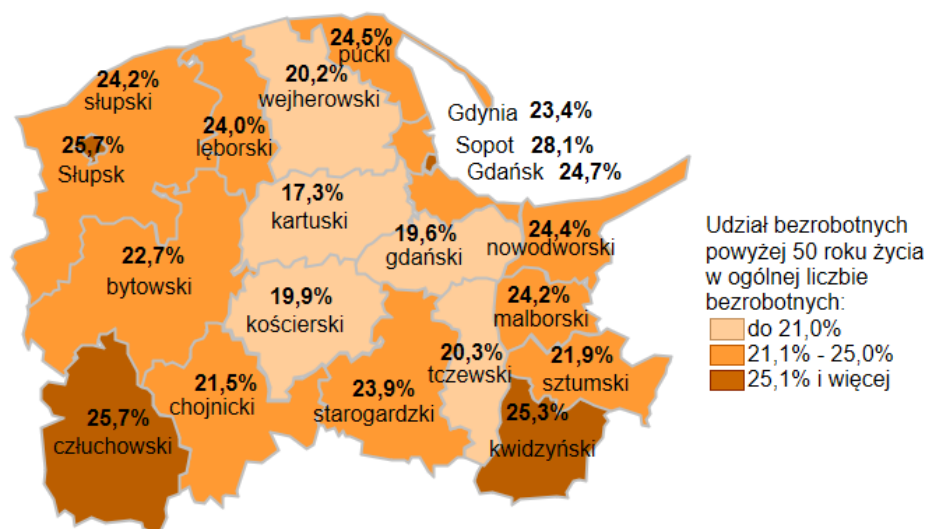 24,5%
pucki
24,2%
słupski
20,2%
wejherowski
Gdynia 23,4%
24,0%
lęborski
25,7%
Słupsk
Sopot 28,1%
Gdańsk 24,7%
17,3%
kartuski
19,6%
gdański
24,4%
nowodworski
22,7%
bytowski
19,9%
kościerski
24,2%
malborski
20,3%
tczewski
21,9%
sztumski
21,5%
chojnicki
23,9%
starogardzki
25,7%
człuchowski
25,3%
kwidzyński
Udział bezrobotnych
powyżej 50 roku życia
w ogólnej liczbie
bezrobotnych:
do 21,0%
21,1% - 25,0%
25,1% i więcej